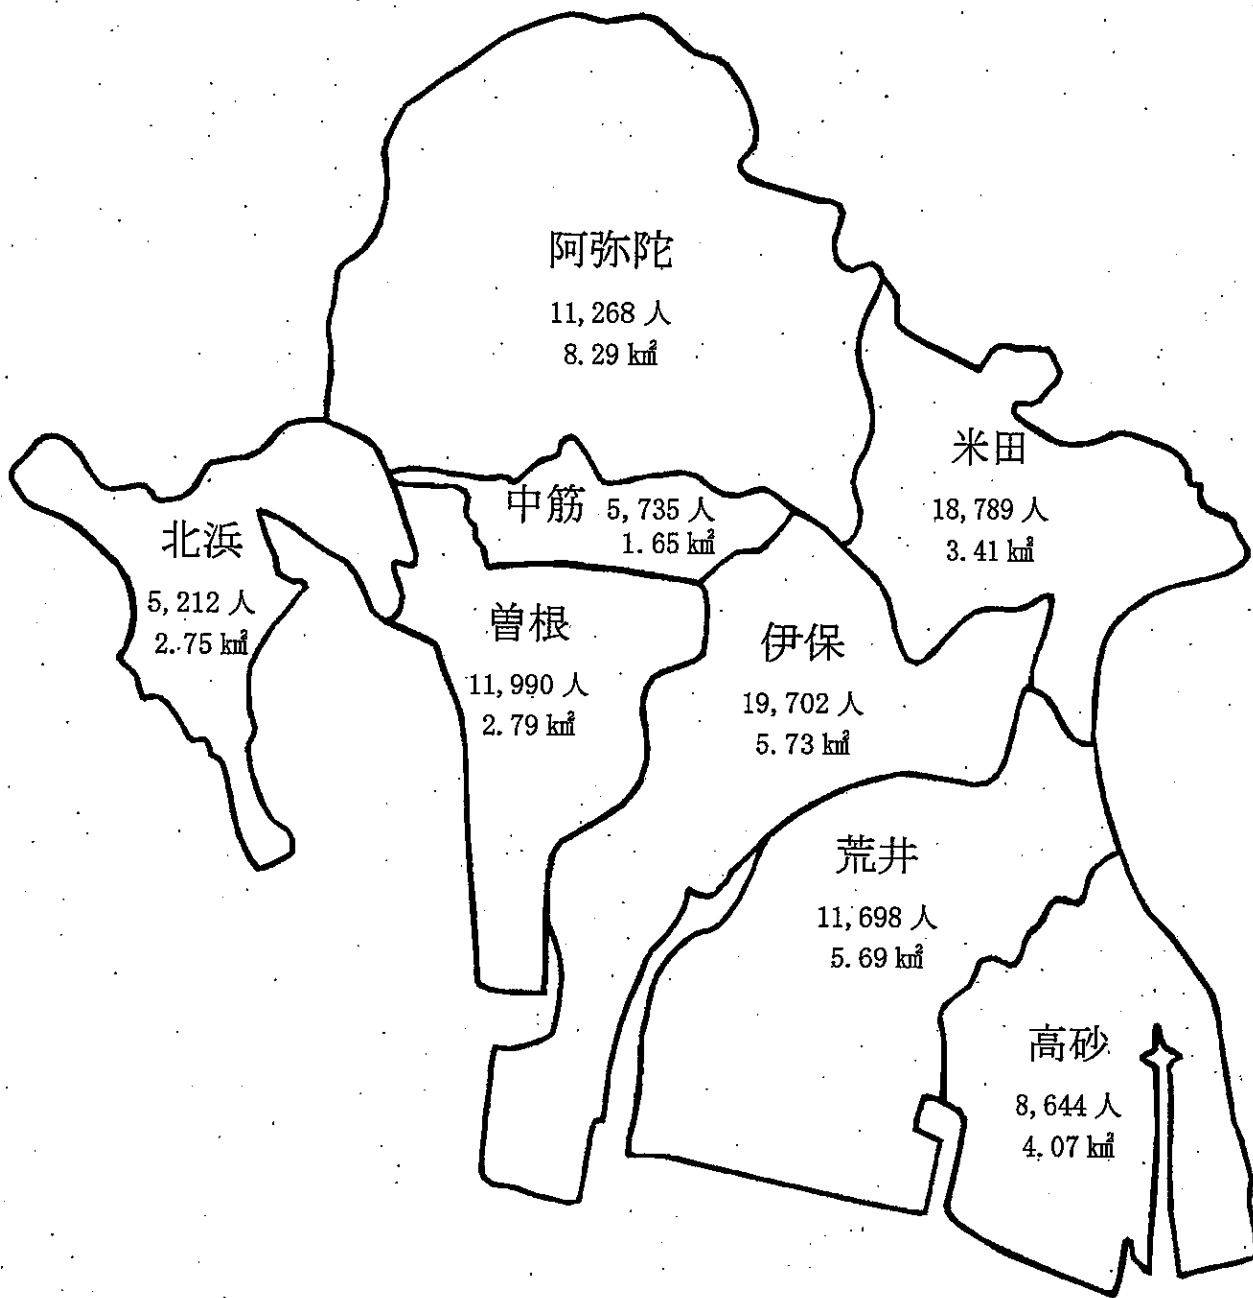 阿弥陀
11,268 人
8.29 k㎡
米田
18,789 人
3.41 k㎡
中筋 5,735 人
1.65 k㎡
北浜
5,212 人
2.75 k㎡
曽根
11,990 人
2.79 k㎡
伊保
19,702 人
5.73 k㎡
荒井
11,698 人
5.69 k㎡
高砂
8,644 人
4.07 k㎡